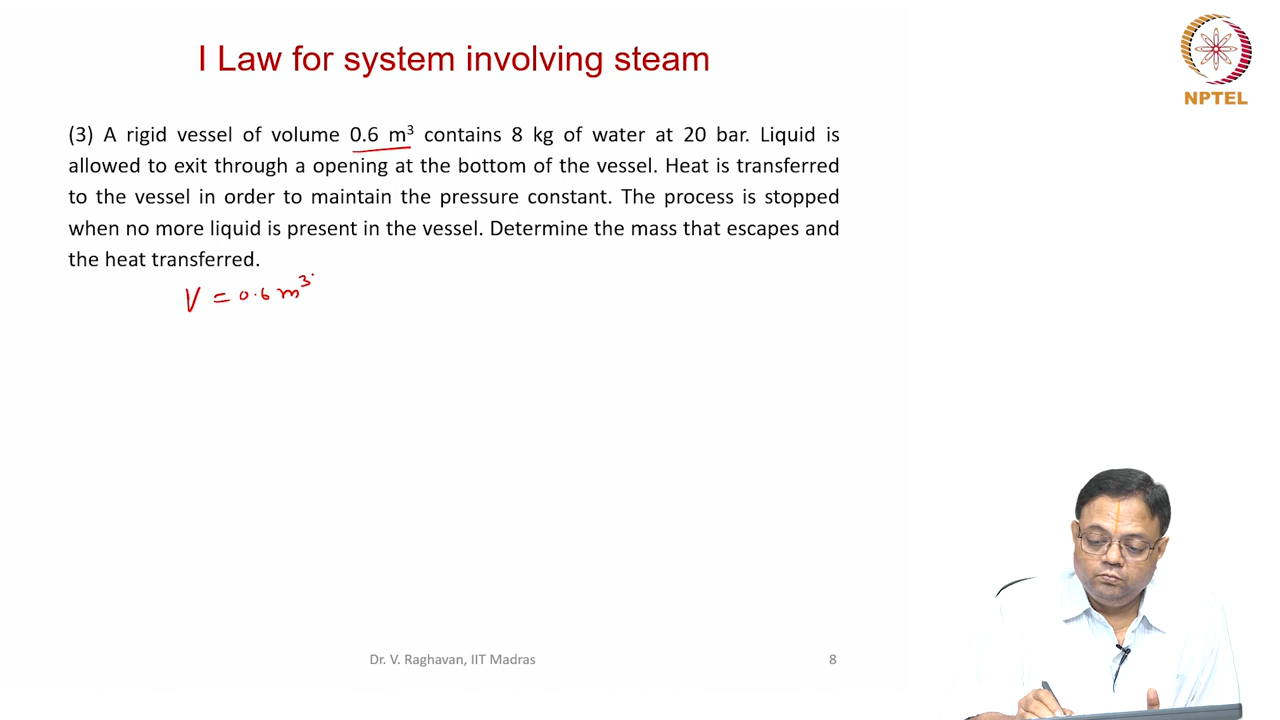 I Law for system involving steam
NPTEL
(3) A rigid vessel of volume 0.6 m³ contains 8 kg of water at 20 bar. Liquid is
allowed to exit through a opening at the bottom of the vessel. Heat is transferred
to the vessel in order to maintain the pressure constant. The process is stopped
when no more liquid is present in the vessel. Determine the mass that escapes and
the heat transferred.
V = 0.6 m³
Dr. V. Raghavan, IIT Madras
8